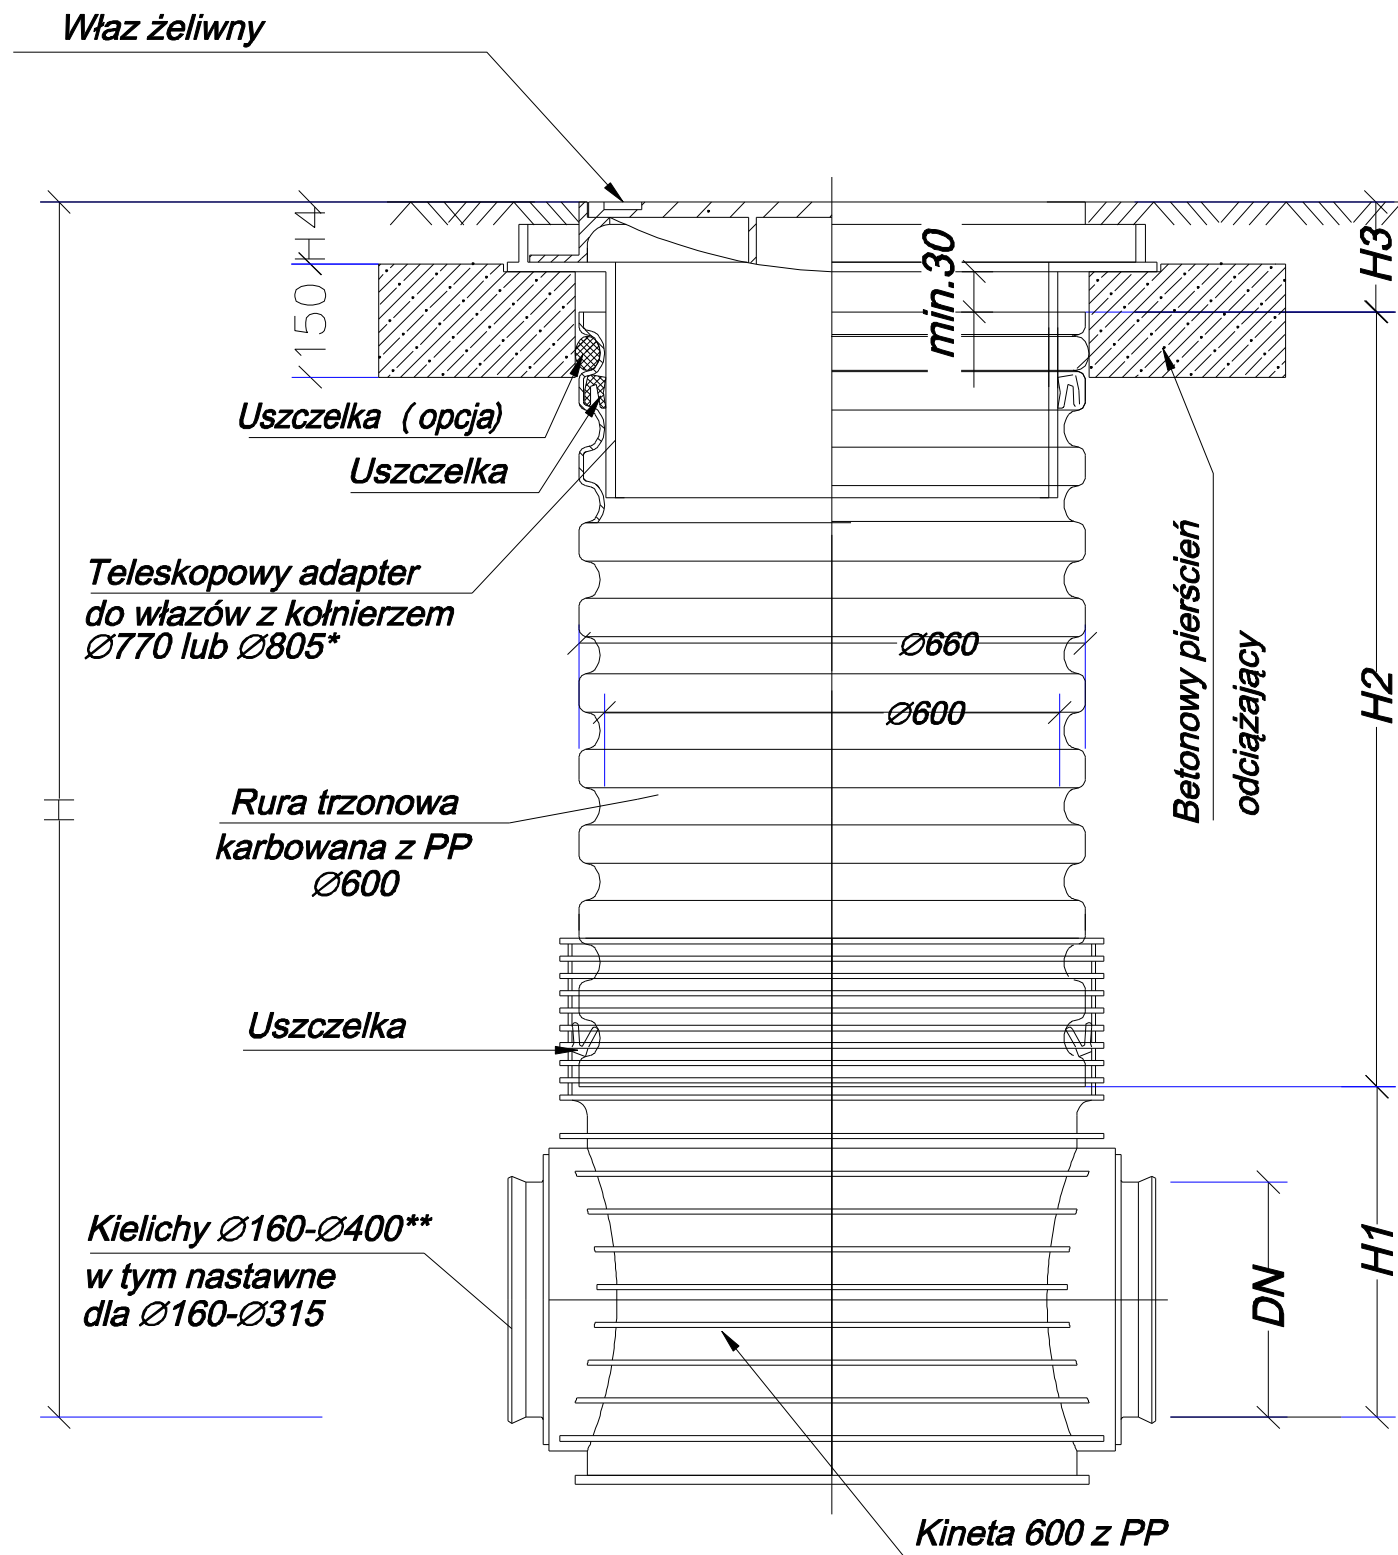 Właz żeliwny
H4
150
min.30
H3
Uszczelka ( opcja)
Uszczelka
Teleskopowy adapter
do włazów z kołnierzem
Ø770 lub Ø805*
Betonowy pierścień
odciążający
Ø660
Ø600
H2
H
Rura trzonowa
karbowana z PP
Ø600
Uszczelka
Kielichy Ø160-Ø400**
w tym nastawne
dla Ø160-Ø315
DN
H1
Kineta 600 z PP